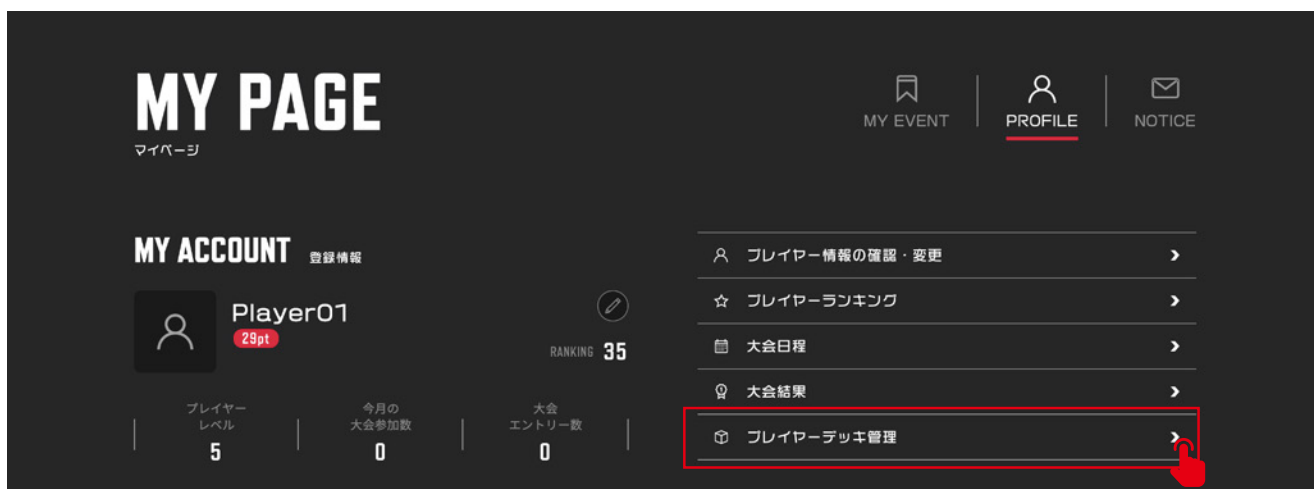 MY PAGE
マイページ
MY EVENT
PROFILE
NOTICE
MY ACCOUNT 登録情報
Player01
29pt
RANKING 35
プレイヤー
レベル
5
今月の
大会参加数
0
大会
エントリー数
0
プレイヤー情報の確認・変更
プレイヤーランキング
大会日程
大会結果
プレイヤーデッキ管理